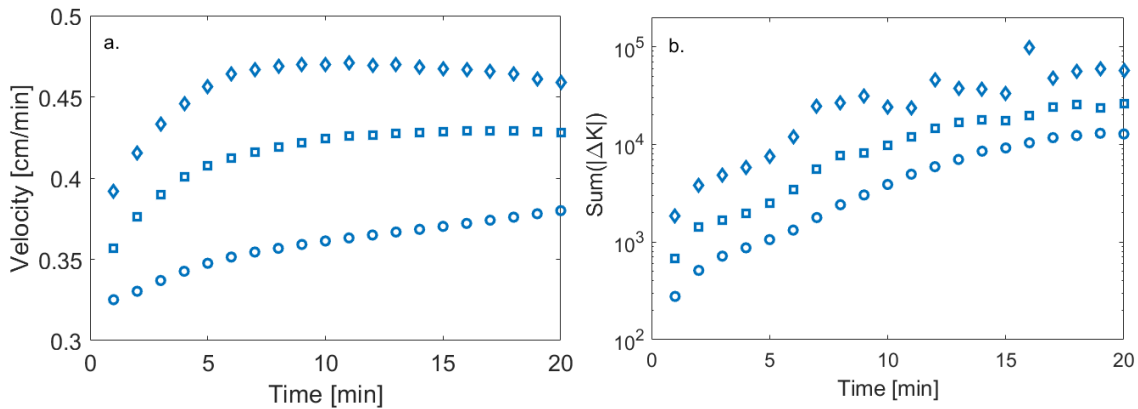 a.
Velocity [cm/min]
0.5
0.45
0.4
0.35
0.3
0 5 10 15 20
Time [min]
b.
Sum(|ΔK|)
10^5
10^4
10^3
10^2
0 5 10 15 20
Time [min]